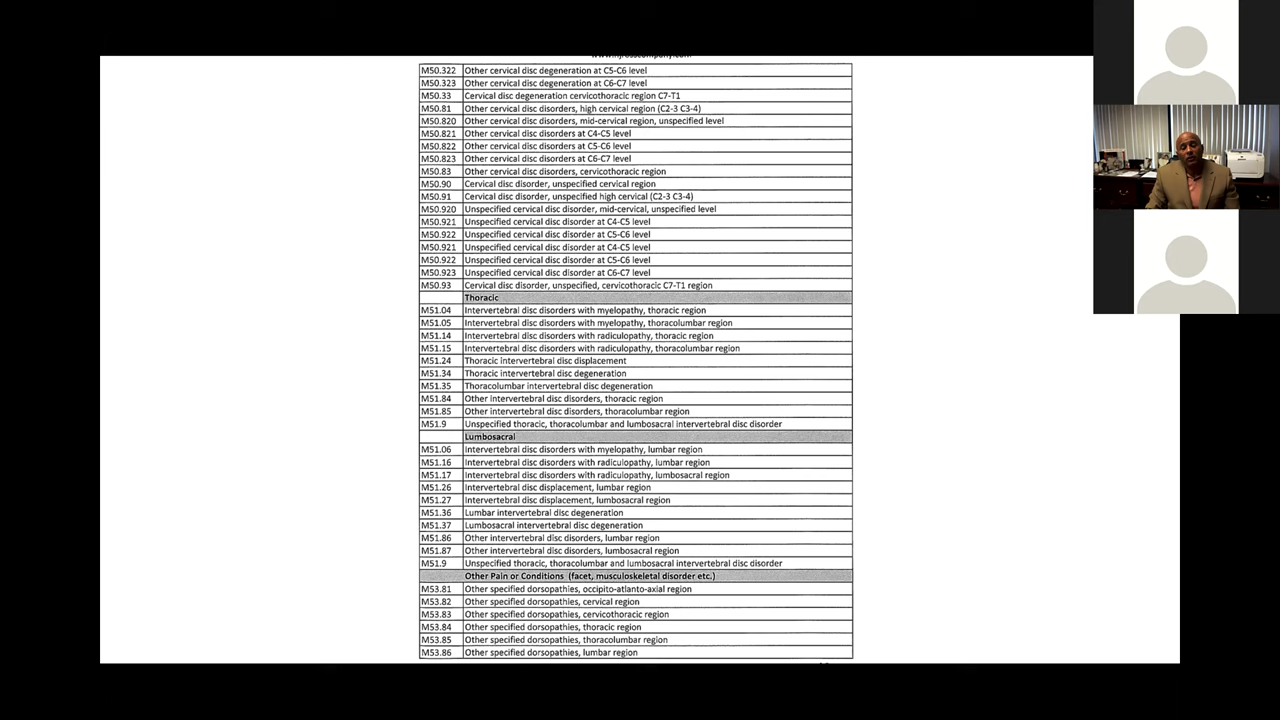 M50.322 Other cervical disc degeneration at C5-C6 level
M50.323 Other cervical disc degeneration at C6-C7 level
M50.33 Cervical disc degeneration cervicothoracic region C7-T1
M50.81 Other cervical disc disorders, high cervical region (C2-3 C3-4)
M50.820 Other cervical disc disorders, mid-cervical region, unspecified level
M50.821 Other cervical disc disorders at C4-C5 level
M50.822 Other cervical disc disorders at C5-C6 level
M50.823 Other cervical disc disorders at C6-C7 level
M50.83 Other cervical disc disorders, cervicothoracic region
M50.90 Cervical disc disorder, unspecified cervical region
M50.91 Cervical disc disorder, unspecified high cervical (C2-3 C3-4)
M50.920 Unspecified cervical disc disorder, mid-cervical, unspecified level
M50.921 Unspecified cervical disc disorder at C4-C5 level
M50.922 Unspecified cervical disc disorder at C5-C6 level
M50.921 Unspecified cervical disc disorder at C4-C5 level
M50.922 Unspecified cervical disc disorder at C5-C6 level
M50.923 Unspecified cervical disc disorder at C6-C7 level
M50.93 Cervical disc disorder, unspecified, cervicothoracic C7-T1 region
Thoracic
M51.04 Intervertebral disc disorders with myelopathy, thoracic region
M51.05 Intervertebral disc disorders with myelopathy, thoracolumbar region
M51.14 Intervertebral disc disorders with radiculopathy, thoracic region
M51.15 Intervertebral disc disorders with radiculopathy, thoracolumbar region
M51.24 Thoracic intervertebral disc displacement
M51.34 Thoracic intervertebral disc degeneration
M51.35 Thoracolumbar intervertebral disc degeneration
M51.84 Other intervertebral disc disorders, thoracic region
M51.85 Other intervertebral disc disorders, thoracolumbar region
M51.9 Unspecified thoracic, thoracolumbar and lumbosacral intervertebral disc disorder
Lumbosacral
M51.06 Intervertebral disc disorders with myelopathy, lumbar region
M51.16 Intervertebral disc disorders with radiculopathy, lumbar region
M51.17 Intervertebral disc disorders with radiculopathy, lumbosacral region
M51.26 Intervertebral disc displacement, lumbar region
M51.27 Intervertebral disc displacement, lumbosacral region
M51.36 Lumbar intervertebral disc degeneration
M51.37 Lumbosacral intervertebral disc degeneration
M51.86 Other intervertebral disc disorders, lumbar region
M51.87 Other intervertebral disc disorders, lumbosacral region
M51.9 Unspecified thoracic, thoracolumbar and lumbosacral intervertebral disc disorder
Other Pain or Conditions (facet, musculoskeletal disorder etc.)
M53.81 Other specified dorsopathies, occipito-atlanto-axial region
M53.82 Other specified dorsopathies, cervical region
M53.83 Other specified dorsopathies, cervicothoracic region
M53.84 Other specified dorsopathies, thoracic region
M53.85 Other specified dorsopathies, thoracolumbar region
M53.86 Other specified dorsopathies, lumbar region